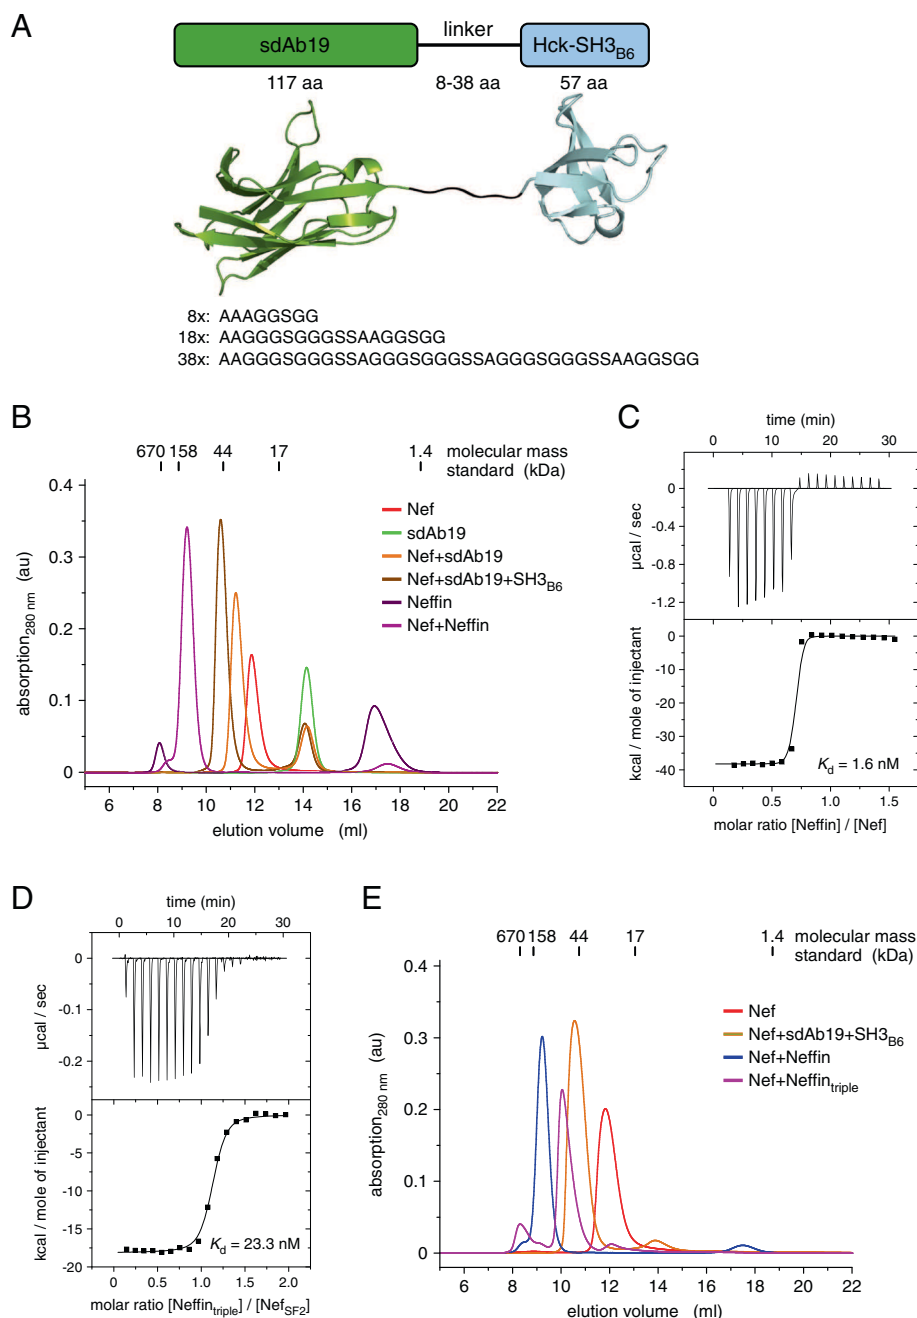 A
linker
sdAb19
Hck-SH3B6
117 aa
8-38 aa
57 aa
8x: AAAGGSGG
18x: AAGGGSGGGSSAAGGSGG
38x: AAGGGSGGGSSAGGGSGGGSSAGGGSGGGSSAAGGSGG
B
670 158 44 17 1.4 molecular mass standard (kDa)
0.4
0.3
0.2
0.1
0
absorption280 nm (au)
Nef
sdAb19
Nef+sdAb19
Nef+sdAb19+SH3B6
Neffin
Nef+Neffin
6 8 10 12 14 16 18 20 22
elution volume (ml)
C
time (min)
0 10 20 30
0
-0.4
-0.8
-1.2
µcal / sec
0
-10
-20
-30
-40
kcal / mole of injectant
Kd = 1.6 nM
0 0.5 1.0 1.5
molar ratio [Neffin] / [Nef]
D
time (min)
0 10 20 30
0
-0.1
-0.2
µcal / sec
0
-5
-10
-15
-20
kcal / mole of injectant
Kd = 23.3 nM
0 0.5 1.0 1.5 2.0
molar ratio [Neffintriple] / [NefSF2]
E
670 158 44 17 1.4 molecular mass standard (kDa)
0.4
0.3
0.2
0.1
0
absorption280 nm (au)
Nef
Nef+sdAb19+SH3B6
Nef+Neffin
Nef+Neffintriple
6 8 10 12 14 16 18 20 22
elution volume (ml)